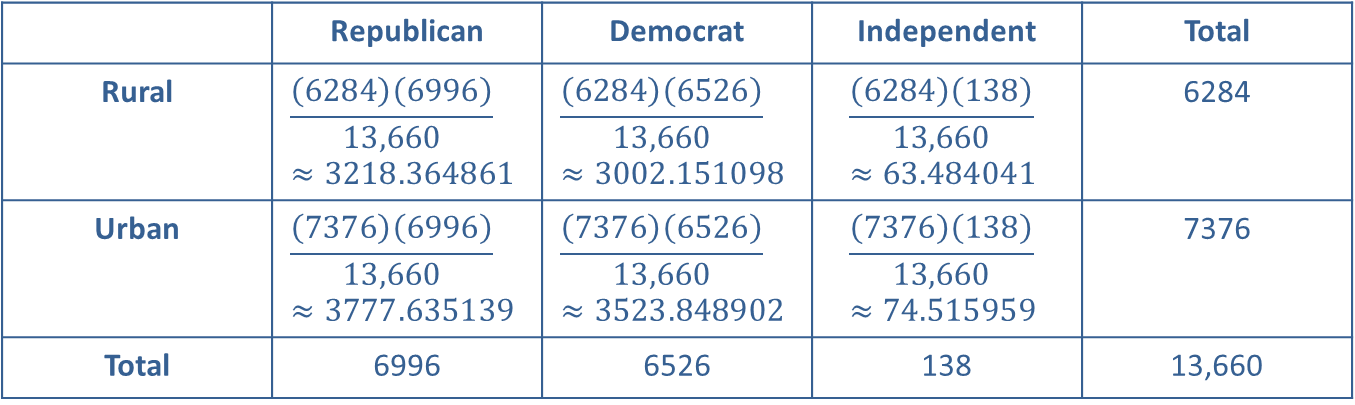 Republican Democrat Independent Total
Rural (6284)(6996) (6284)(6526) (6284)(138) 6284
13,660 13,660 13,660
≈ 3218.364861 ≈ 3002.151098 ≈ 63.484041
Urban (7376)(6996) (7376)(6526) (7376)(138) 7376
13,660 13,660 13,660
≈ 3777.635139 ≈ 3523.848902 ≈ 74.515959
Total 6996 6526 138 13,660